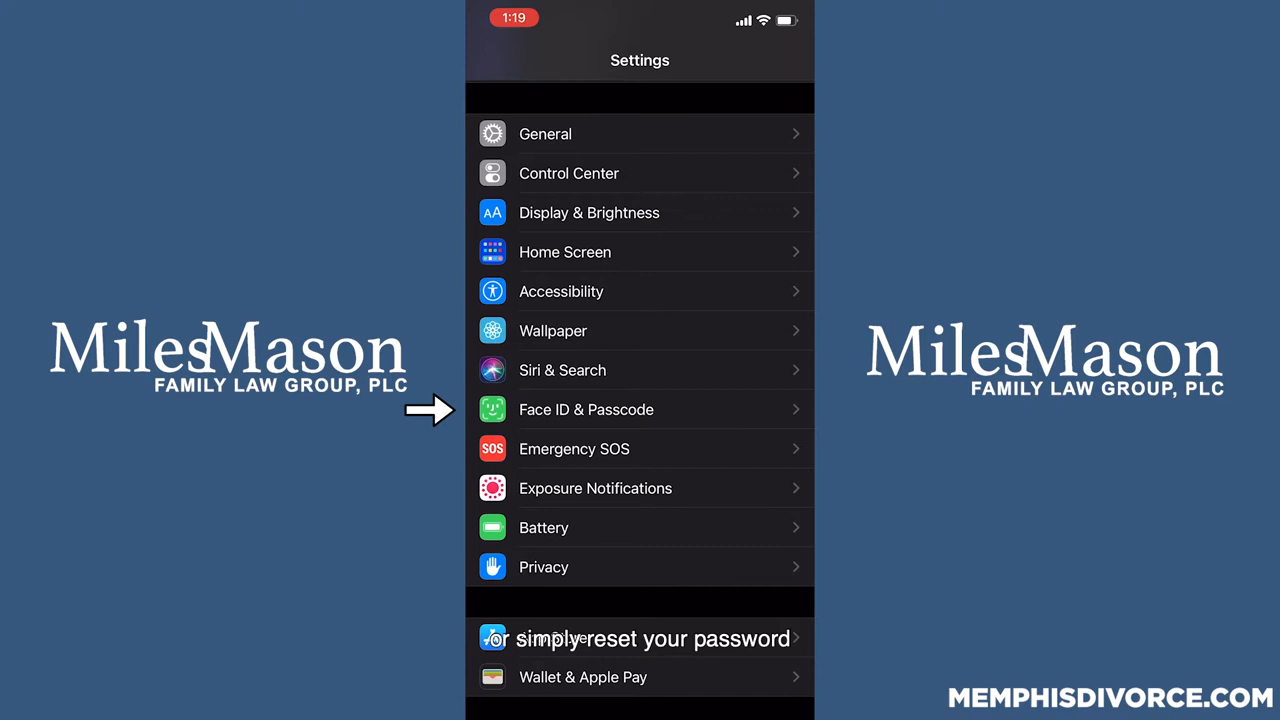 1:19
Settings
General
Control Center
AA Display & Brightness
Home Screen
Accessibility
Wallpaper
Siri & Search
Face ID & Passcode
SOS Emergency SOS
Exposure Notifications
Battery
Privacy
or simply reset your password
Wallet & Apple Pay
MilesMason
FAMILY LAW GROUP, PLC
MilesMason
FAMILY LAW GROUP, PLC
MEMPHISDIVORCE.COM